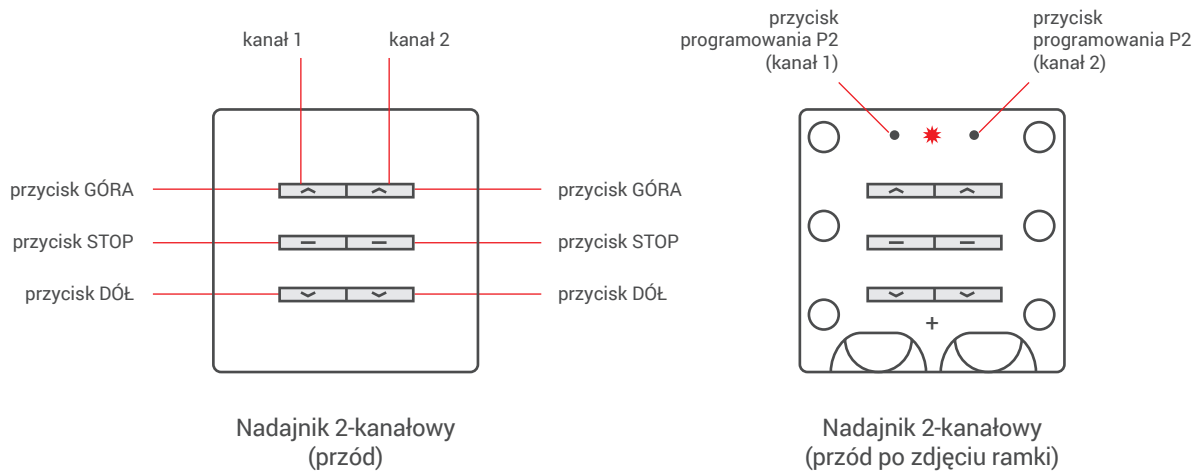 kanał 1
kanał 2
przycisk GÓRA
przycisk STOP
przycisk DÓŁ
przycisk GÓRA
przycisk STOP
przycisk DÓŁ
Nadajnik 2-kanałowy
(przód)
przycisk
programowania P2
(kanał 1)
przycisk
programowania P2
(kanał 2)
+
Nadajnik 2-kanałowy
(przód po zdjęciu ramki)